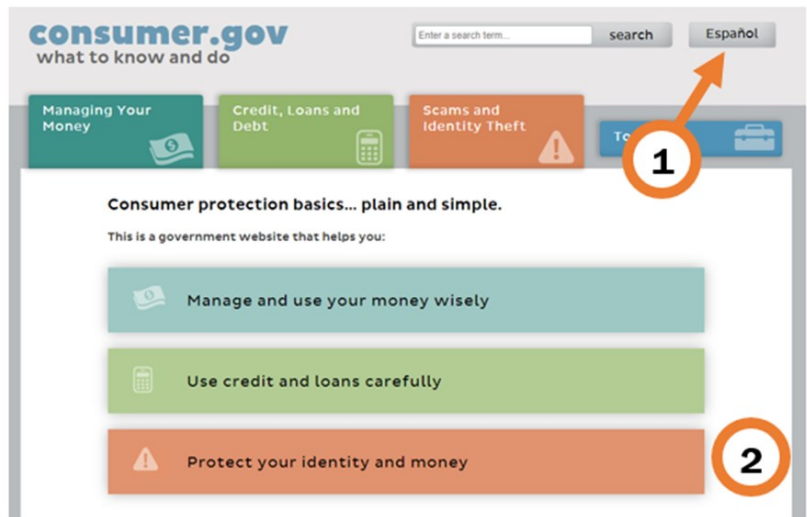 consumer.gov
what to know and do
Enter a search term...
search
Español
Managing Your
Money
Credit, Loans and
Debt
Scams and
Identity Theft
1
Consumer protection basics... plain and simple.
This is a government website that helps you:
Manage and use your money wisely
Use credit and loans carefully
Protect your identity and money
2